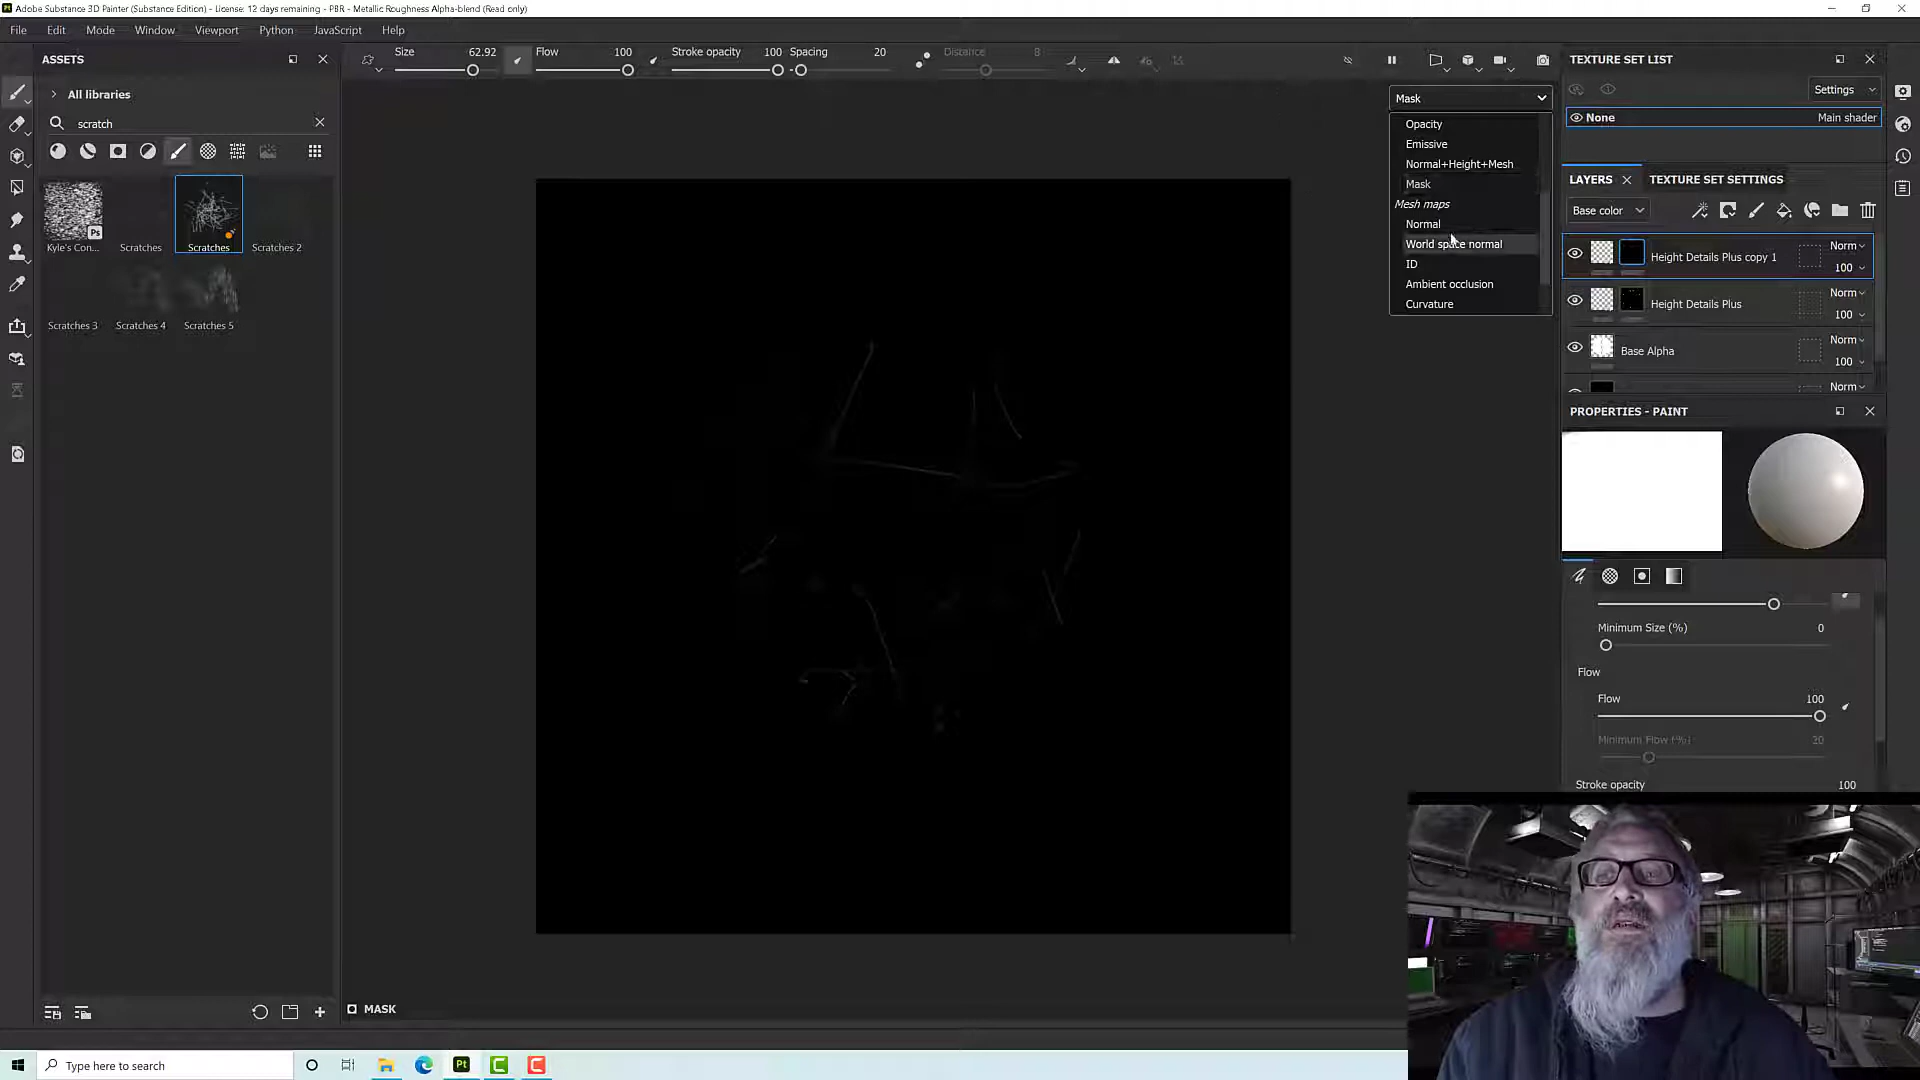 Adobe Substance 3D Painter (Substance Edition) - License: 12 days remaining - PBR - Metallic Roughness Alpha-blend (Read only)
File Edit Mode Window Viewport Python JavaScript Help
ASSETS
Size 62.92 Flow 100 Stroke opacity 100 Spacing 20 Distance 8
All libraries
scratch
Kyle's Con... Scratches Scratches Scratches 2
Scratches 3 Scratches 4 Scratches 5
Ps
Mask
Opacity
Emissive
Normal+Height+Mesh
Mask
Mesh maps
Normal
World space normal
ID
Ambient occlusion
Curvature
TEXTURE SET LIST
Settings
None Main shader
LAYERS TEXTURE SET SETTINGS
Base color
Height Details Plus copy 1 Norm
100
Height Details Plus Norm
100
Base Alpha Norm
100
Norm
PROPERTIES - PAINT
Minimum Size (%) 0
Flow
Flow 100
Minimum Flow (%) 20
Stroke opacity 100
MASK
Type here to search
Pt